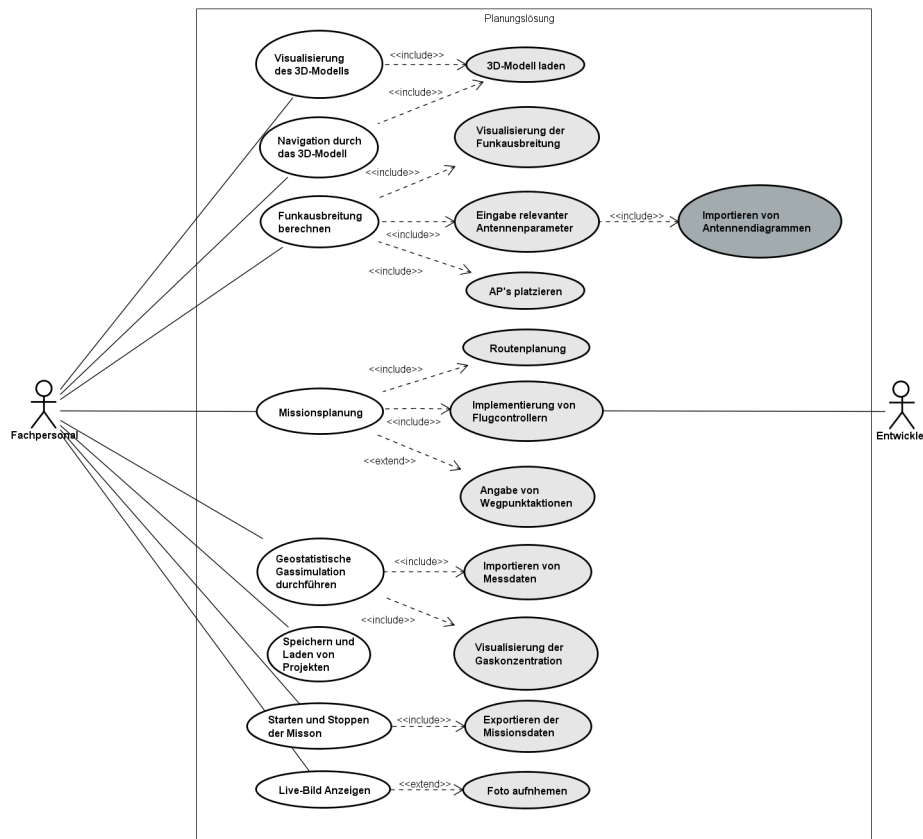 Planungslösung
Visualisierung
des 3D-Modells
<<include>>
3D-Modell laden
<<include>>
Navigation durch
das 3D-Modell
Visualisierung der
Funkausbreitung
<<include>>
Funkausbreitung
berechnen
<<include>>
Eingabe relevanter
Antennenparameter
<<include>>
Importieren von
Antennendiagrammen
<<include>>
AP's platzieren
Routenplanung
<<include>>
Missionsplanung
<<include>>
Implementierung von
Flugcontrollern
Fachpersonal
Entwickle
<<extend>>
Angabe von
Wegpunktaktionen
Geostatistische
Gassimulation
durchführen
<<include>>
Importieren von
Messdaten
<<include>>
Speichern und
Laden von
Projekten
Visualisierung der
Gaskonzentration
Starten und Stoppen
der Misson
<<include>>
Exportieren der
Missionsdaten
Live-Bild Anzeigen
<<extend>>
Foto aufnhemen